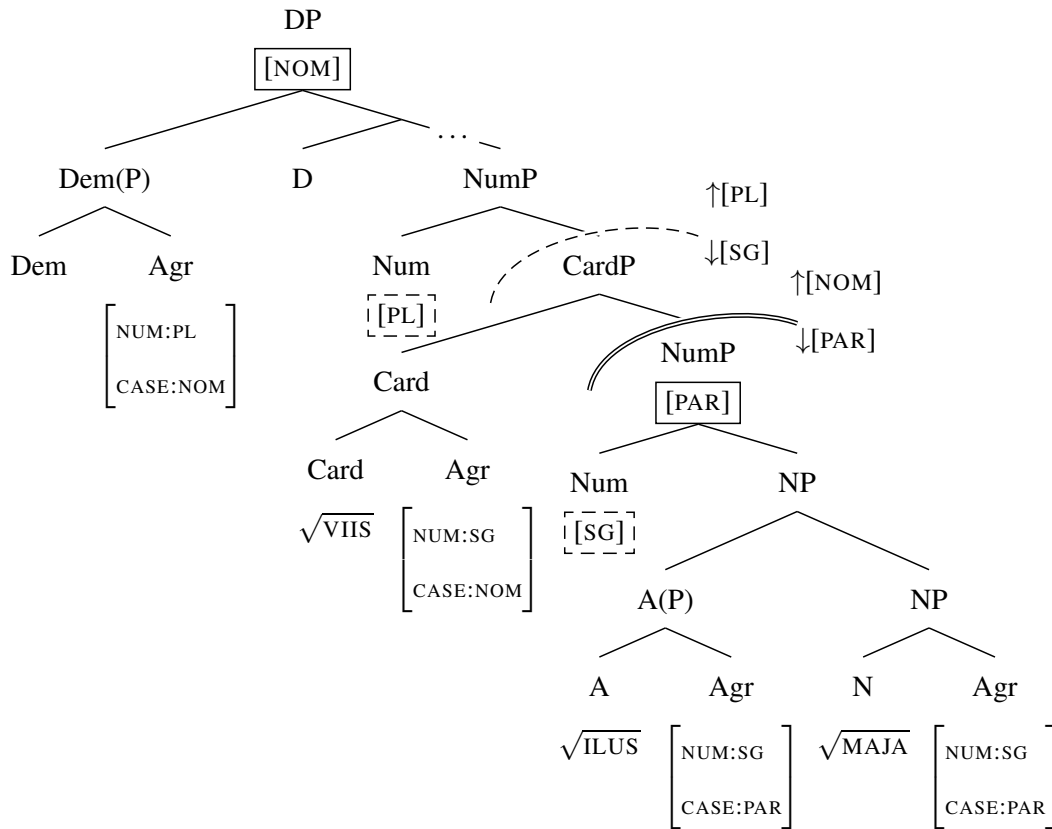 DP
[NOM]
...
Dem(P) D NumP
↑[PL]
Dem Agr Num CardP ↓[SG]
↑[NOM]
[PL]
NUM:PL
↓[PAR]
NumP
CASE:NOM Card
[PAR]
Card Agr Num NP
√VIIS NUM:SG [SG]
CASE:NOM
A(P) NP
A Agr N Agr
√ILUS NUM:SG √MAJA NUM:SG
CASE:PAR CASE:PAR